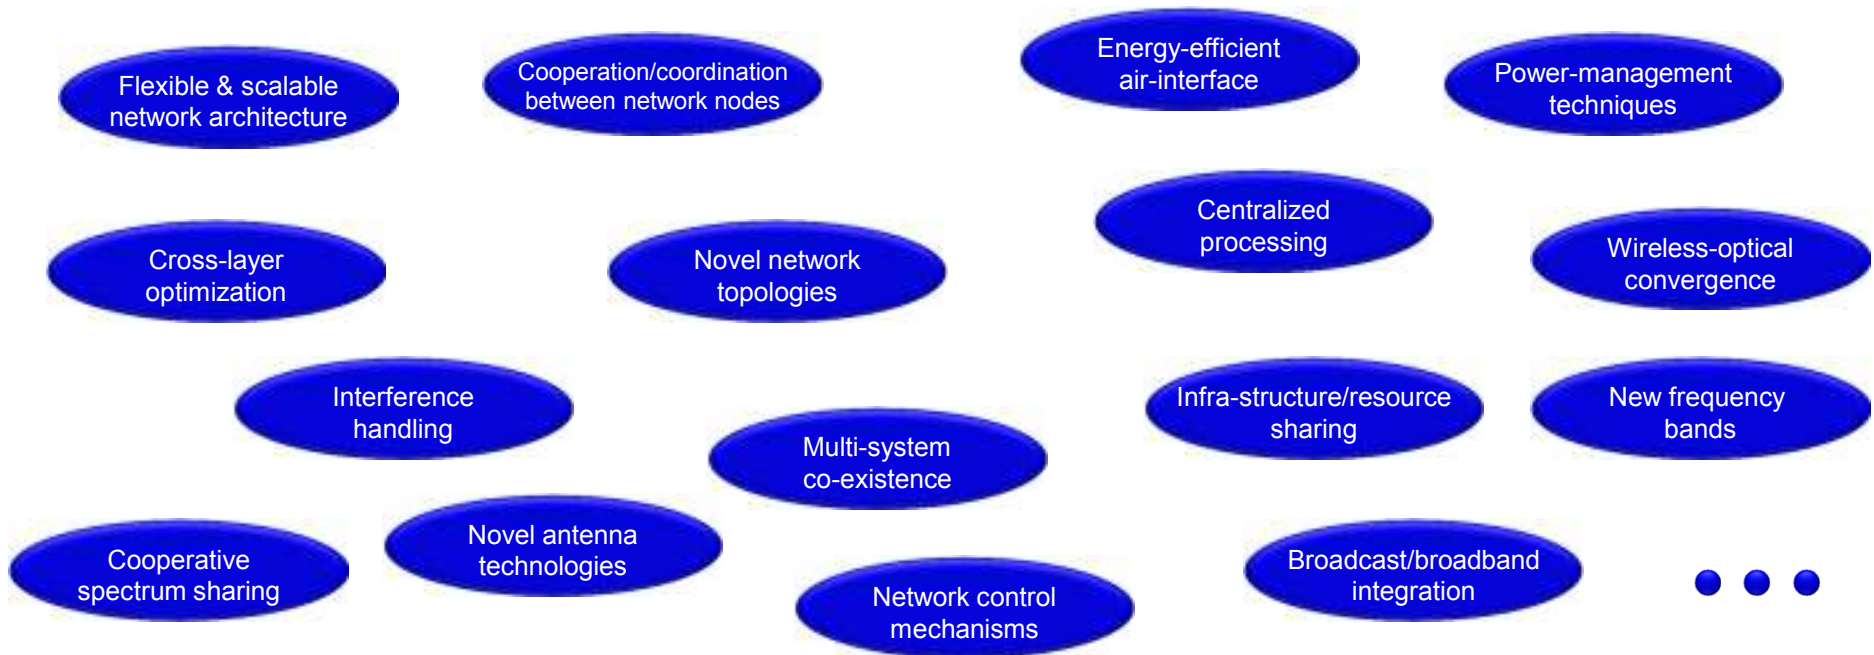 Flexible & scalable
network architecture
Cooperation/coordination
between network nodes
Energy-efficient
air-interface
Power-management
techniques
Cross-layer
optimization
Novel network
topologies
Centralized
processing
Wireless-optical
convergence
Interference
handling
Multi-system
co-existence
Infra-structure/resource
sharing
New frequency
bands
Cooperative
spectrum sharing
Novel antenna
technologies
Network control
mechanisms
Broadcast/broadband
integration